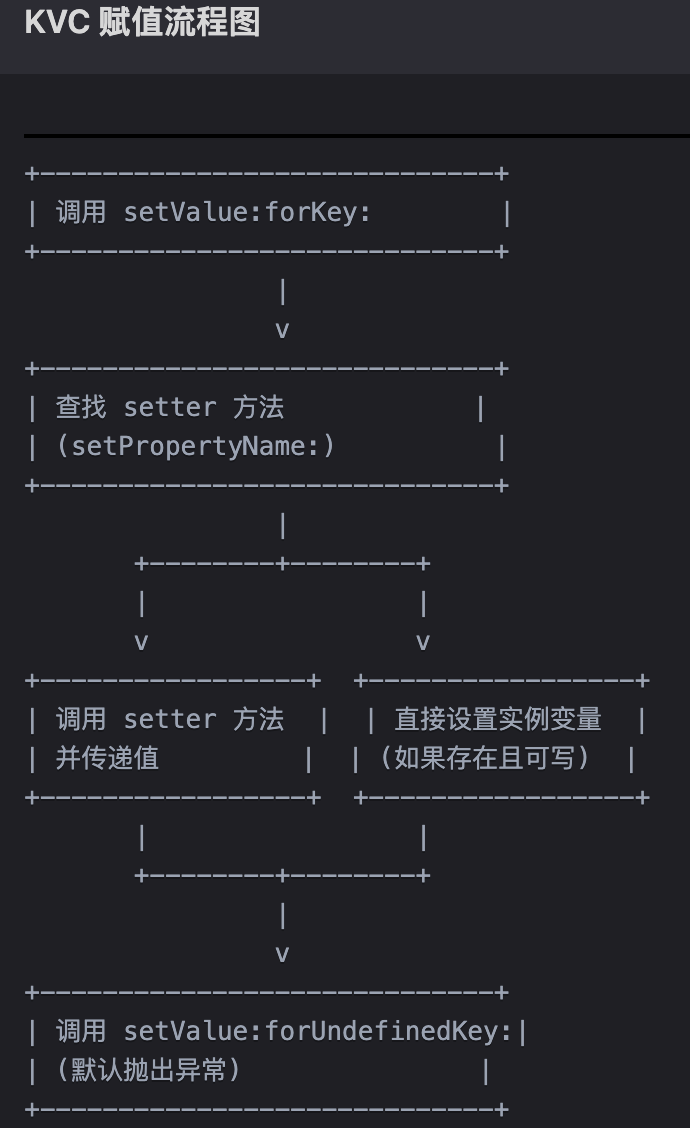 KVC 赋值流程图
+-----------------------------+
| 调用 setValue:forKey:        |
+-----------------------------+
                |
                v
+-----------------------------+
| 查找 setter 方法            |
| (setPropertyName:)          |
+-----------------------------+
                |
       +--------+--------+
       |                 |
       v                 v
+-----------------+  +-----------------+
| 调用 setter 方法  |  | 直接设置实例变量  |
| 并传递值         |  | (如果存在且可写)  |
+-----------------+  +-----------------+
       |                 |
       +--------+--------+
                |
                v
+-----------------------------+
| 调用 setValue:forUndefinedKey:|
| (默认抛出异常)               |
+-----------------------------+